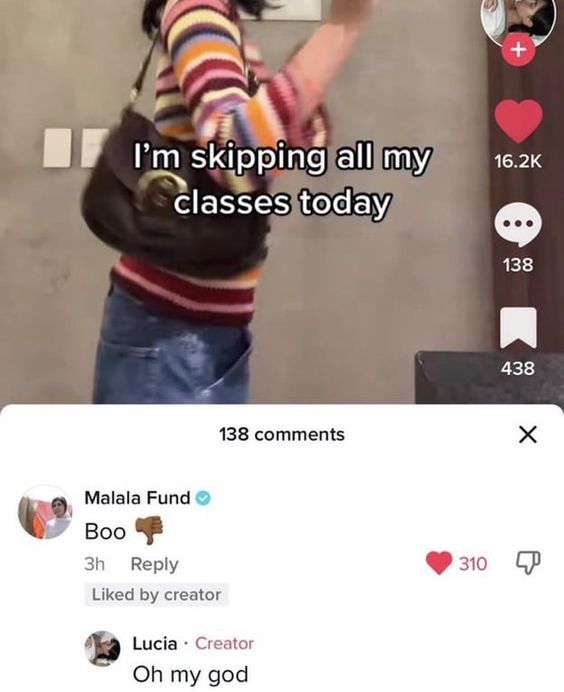 I'm skipping all my
classes today
16.2K
138
438
138 comments
Malala Fund
Boo 👎🏾
3h Reply
310
Liked by creator
Lucia · Creator
Oh my god